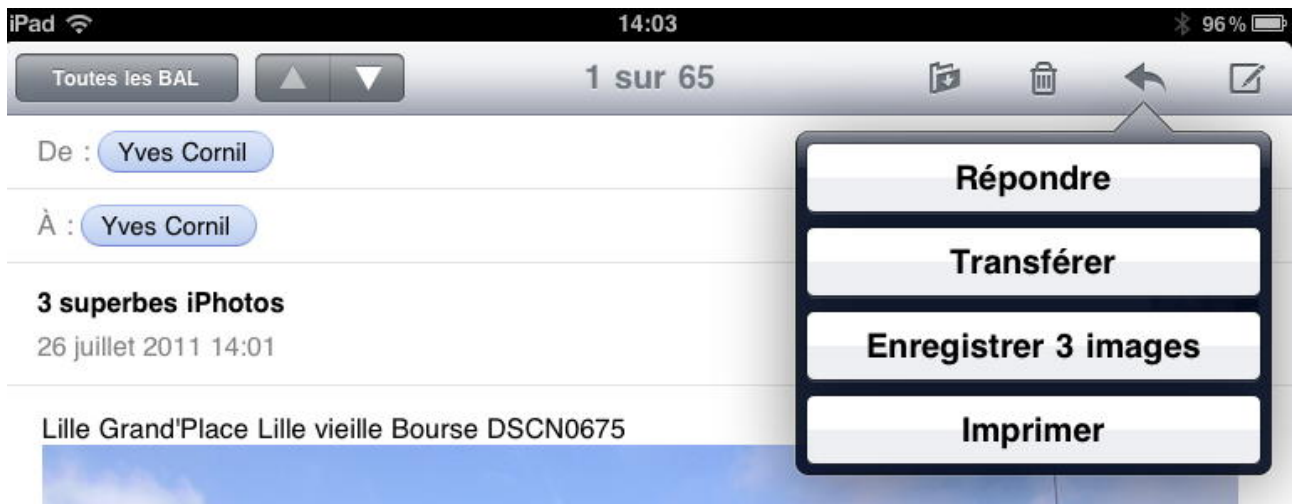 iPad 14:03 96 %
Toutes les BAL 1 sur 65
De : Yves Cornil
À : Yves Cornil
3 superbes iPhotos
26 juillet 2011 14:01
Lille Grand'Place Lille vieille Bourse DSCN0675
Répondre
Transférer
Enregistrer 3 images
Imprimer